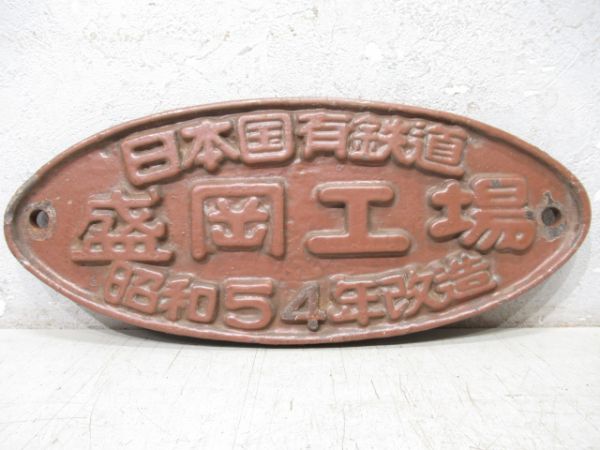 日本国有鉄道
盛岡工場
昭和54年改造